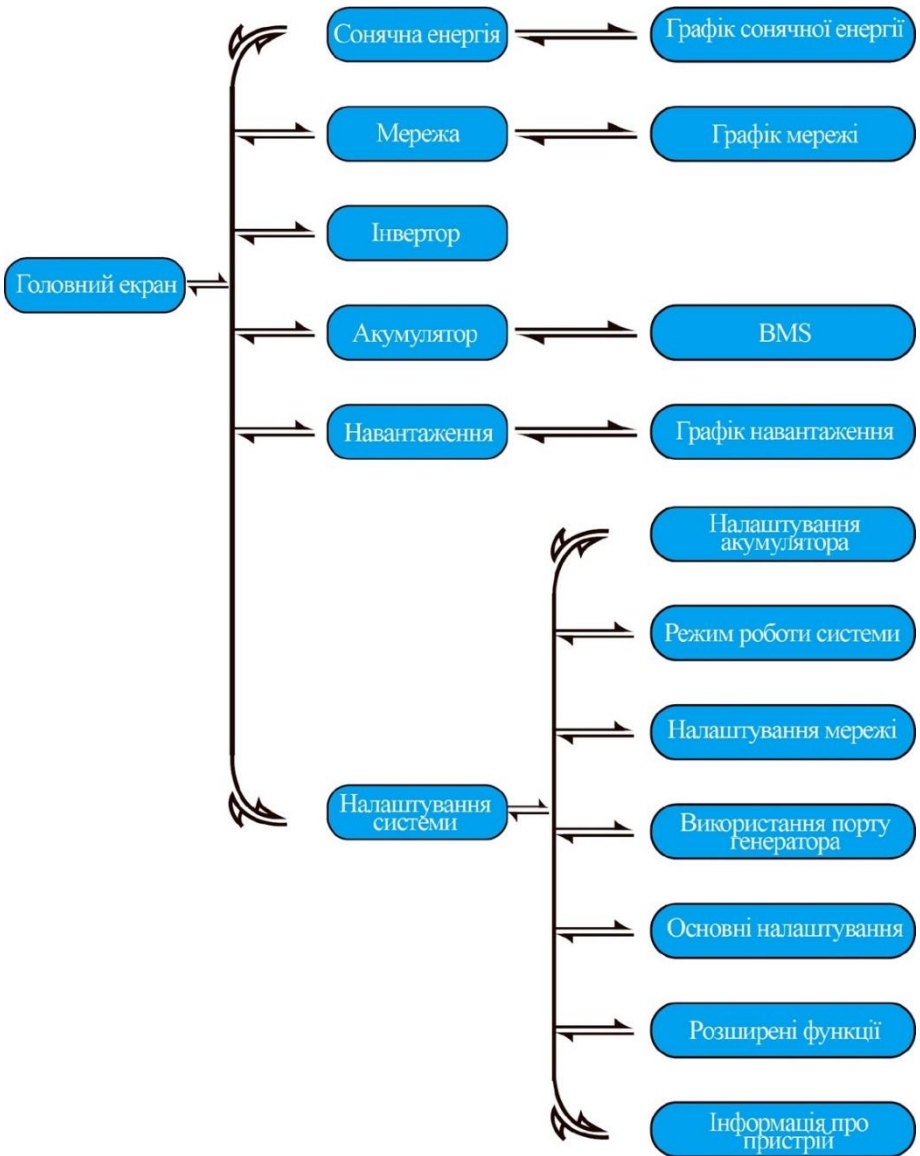 Сонячна енергія
Графік сонячної енергії
Мережа
Графік мережі
Інвертор
Головний екран
Акумулятор
BMS
Навантаження
Графік навантаження
Налаштування
акумулятора
Режим роботи системи
Налаштування мережі
Налаштування
системи
Використання порту
генератора
Основні налаштування
Розширені функції
Інформація про
пристрій